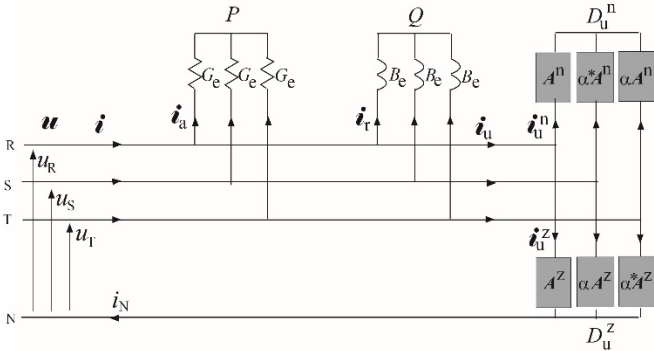 P Q D_u^n
G_e G_e G_e B_e B_e B_e A^n α*A^n αA^n
u i i_a i_r i_u i_u^n
R
u_R
S
u_S
T
u_T i_u^z
A^z αA^z α*A^z
i_N
N
D_u^z